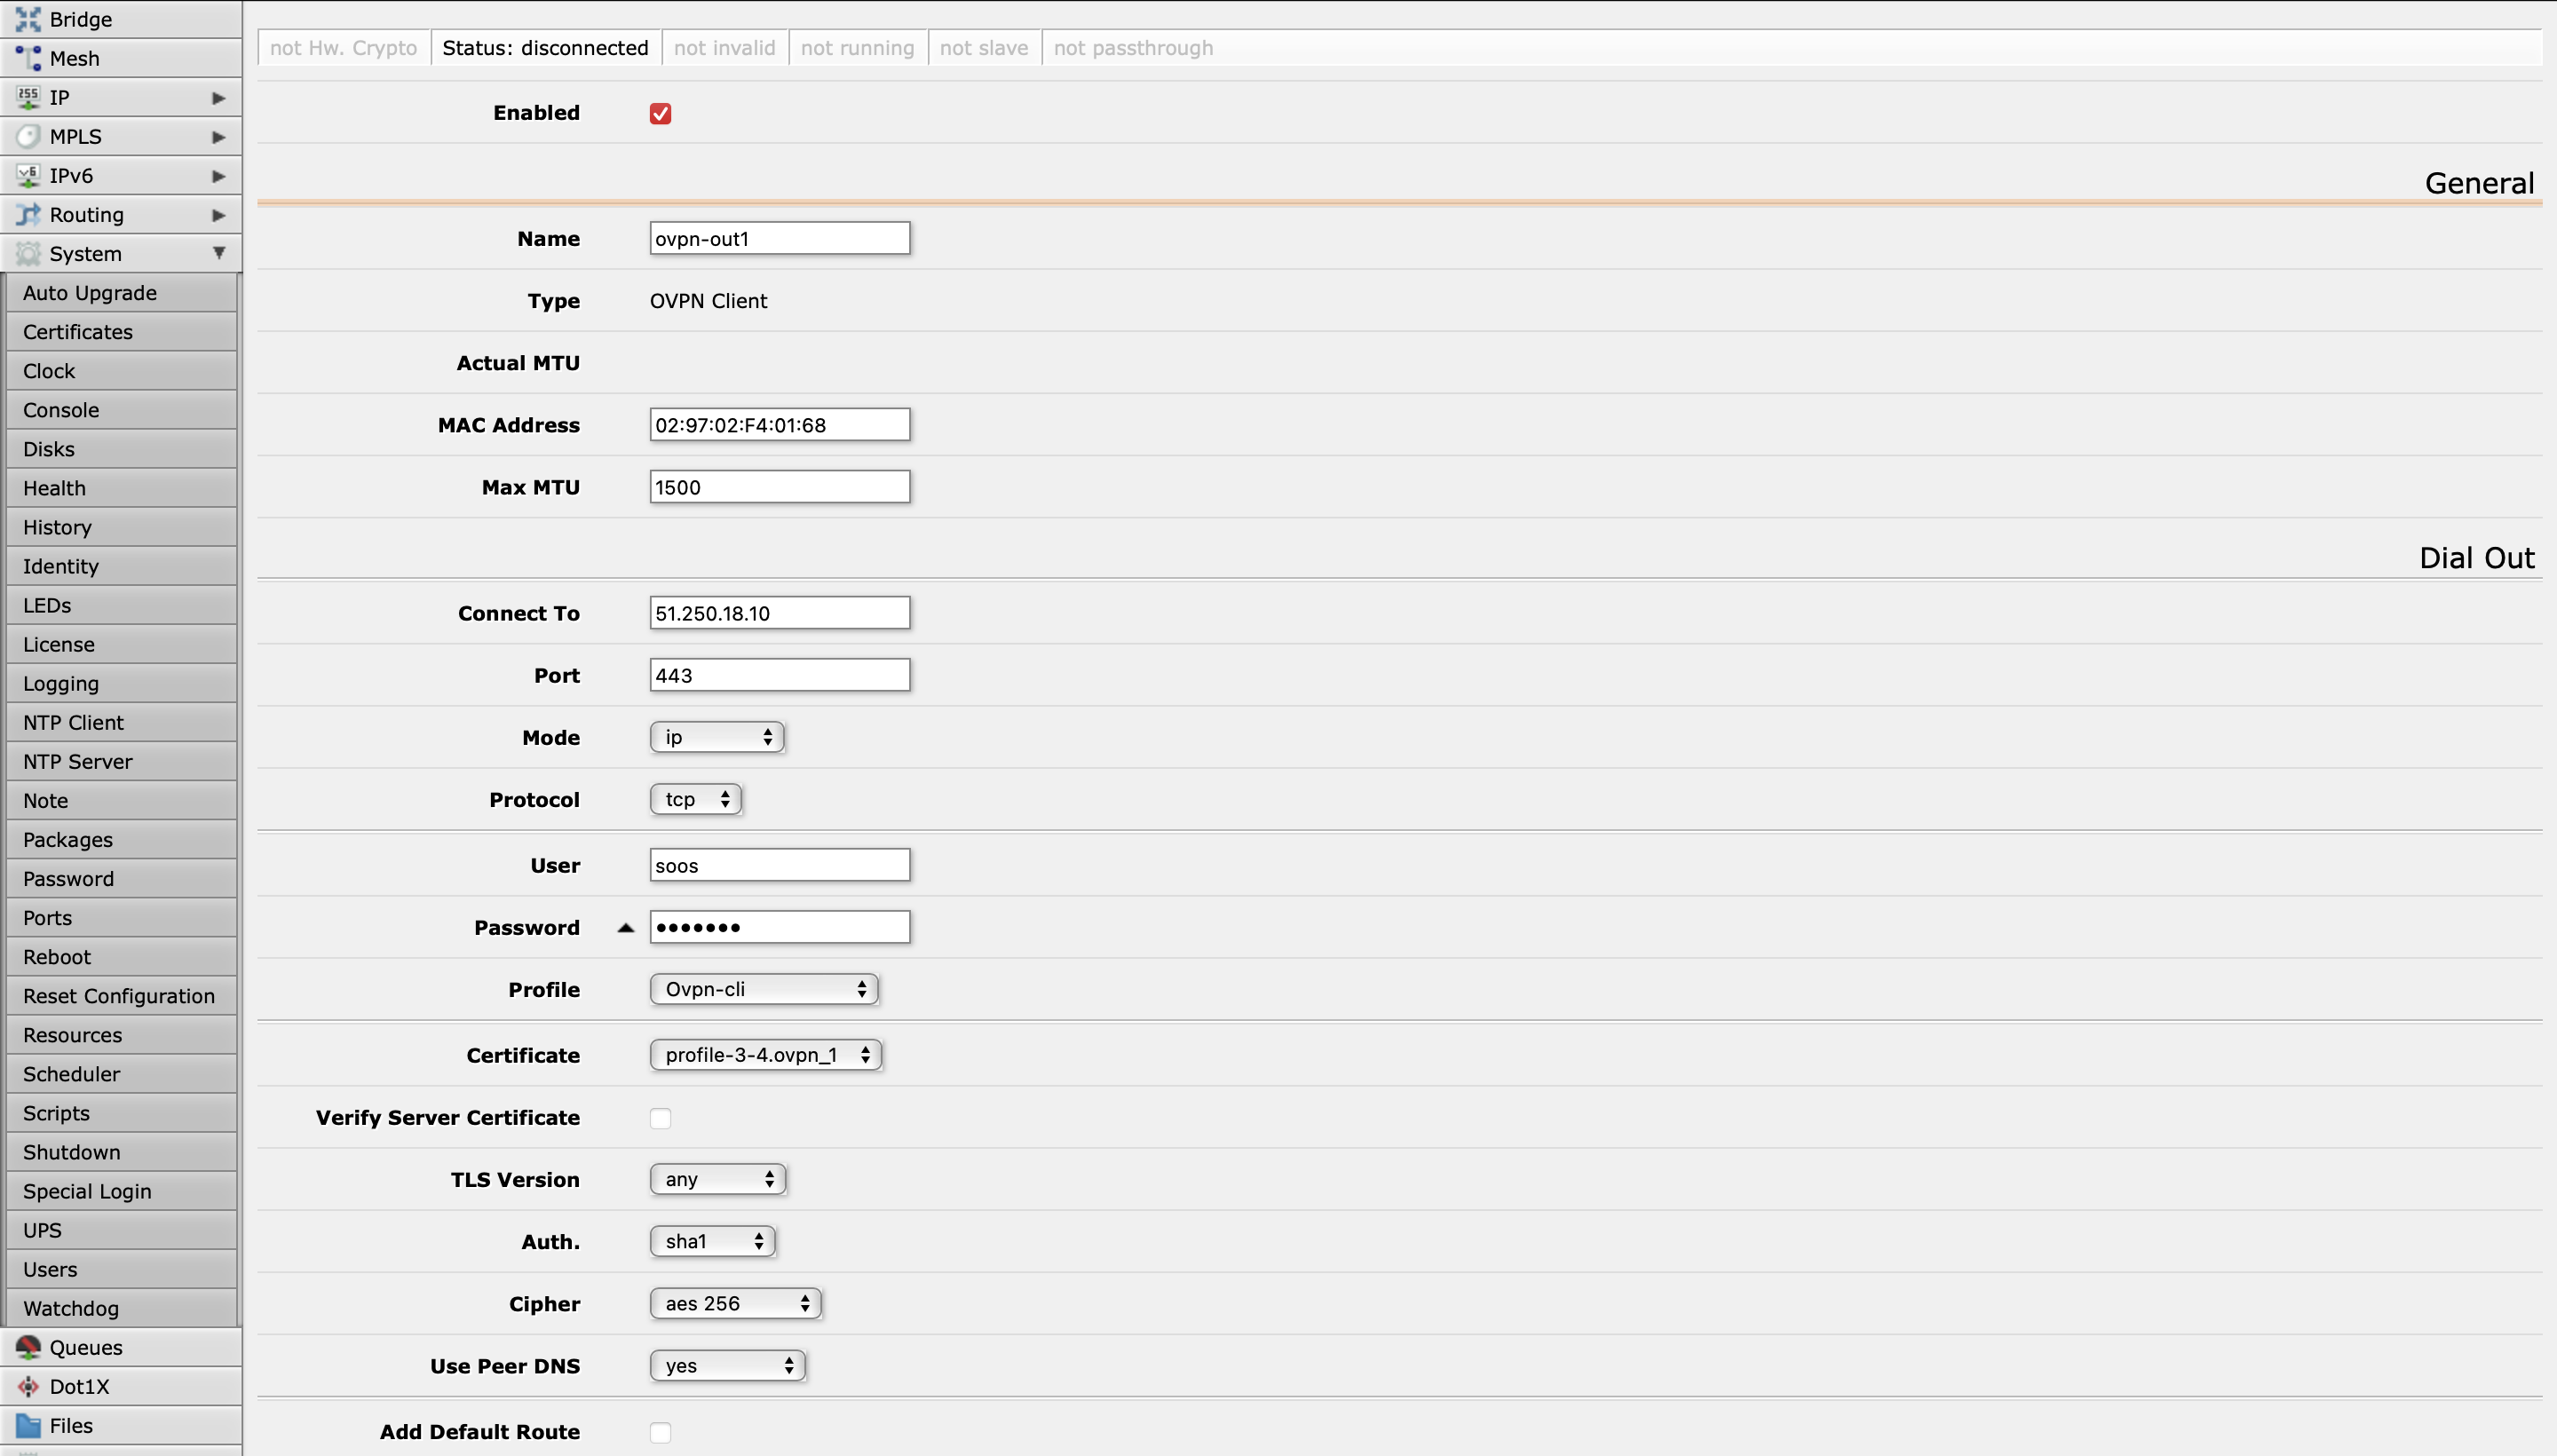 Bridge
Mesh
IP
MPLS
IPv6
Routing
System
Auto Upgrade
Certificates
Clock
Console
Disks
Health
History
Identity
LEDs
License
Logging
NTP Client
NTP Server
Note
Packages
Password
Ports
Reboot
Reset Configuration
Resources
Scheduler
Scripts
Shutdown
Special Login
UPS
Users
Watchdog
Queues
Dot1X
Files
not Hw. Crypto Status: disconnected not invalid not running not slave not passthrough
Enabled
General
Name ovpn-out1
Type OVPN Client
Actual MTU
MAC Address 02:97:02:F4:01:68
Max MTU 1500
Dial Out
Connect To 51.250.18.10
Port 443
Mode ip
Protocol tcp
User soos
Password •••••••
Profile Ovpn-cli
Certificate profile-3-4.ovpn_1
Verify Server Certificate
TLS Version any
Auth. sha1
Cipher aes 256
Use Peer DNS yes
Add Default Route